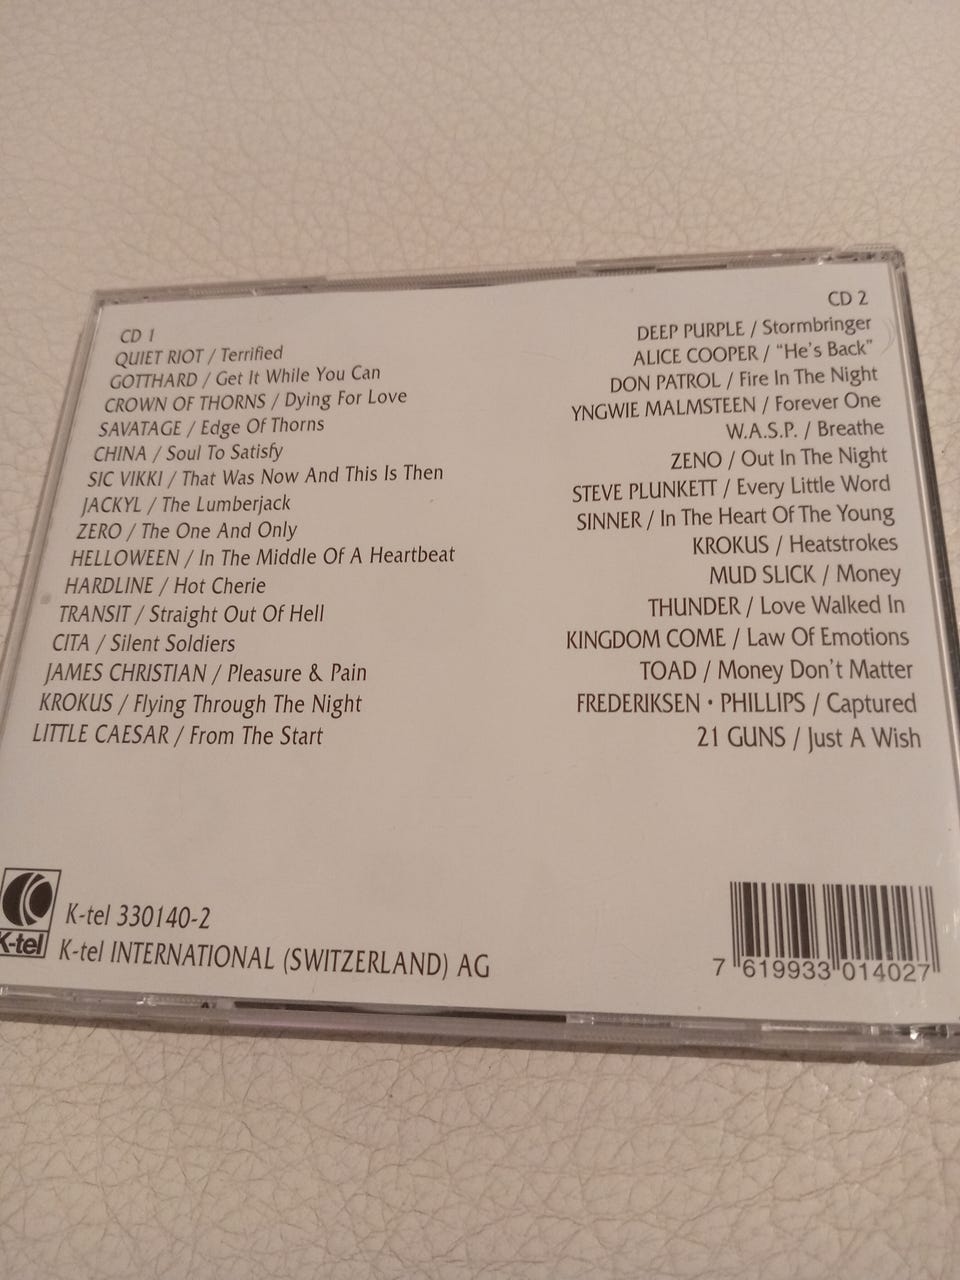 CD 1
QUIET RIOT / Terrified
GOTTHARD / Get It While You Can
CROWN OF THORNS / Dying For Love
SAVATAGE / Edge Of Thorns
CHINA / Soul To Satisfy
SIC VIKKI / That Was Now And This Is Then
JACKYL / The Lumberjack
ZERO / The One And Only
HELLOWEEN / In The Middle Of A Heartbeat
HARDLINE / Hot Cherie
TRANSIT / Straight Out Of Hell
CITA / Silent Soldiers
JAMES CHRISTIAN / Pleasure & Pain
KROKUS / Flying Through The Night
LITTLE CAESAR / From The Start
CD 2
DEEP PURPLE / Stormbringer
ALICE COOPER / “He's Back”
DON PATROL / Fire In The Night
YNGWIE MALMSTEEN / Forever One
W.A.S.P. / Breathe
ZENO / Out In The Night
STEVE PLUNKETT / Every Little Word
SINNER / In The Heart Of The Young
KROKUS / Heatstrokes
MUD SLICK / Money
THUNDER / Love Walked In
KINGDOM COME / Law Of Emotions
TOAD / Money Don't Matter
FREDERIKSEN • PHILLIPS / Captured
21 GUNS / Just A Wish
K-tel
K-tel 330140-2
K-tel INTERNATIONAL (SWITZERLAND) AG
7 619933 014027